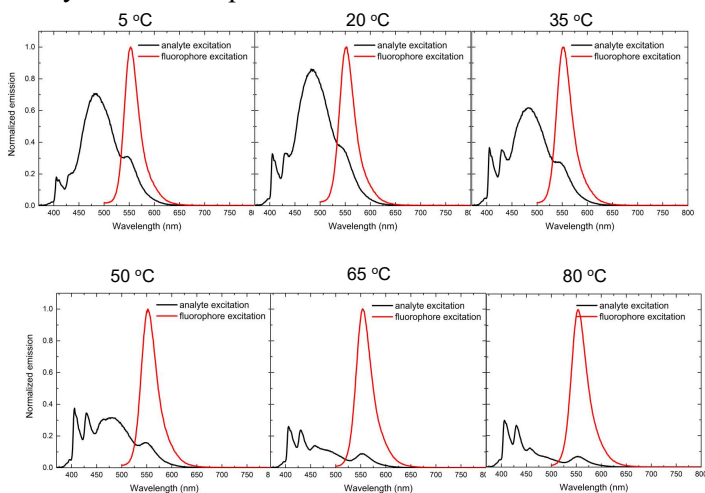 5 °C 20 °C 35 °C
analyte excitation
fluorophore excitation
analyte excitation
fluorophore excitation
analyte excitation
fluorophore excitation
Normalized emission
1.0
0.8
0.6
0.4
0.2
0.0
400 450 500 550 600 650 700 750
400 450 500 550 600 650 700 750
400 450 500 550 600 650 700 750 800
Wavelength (nm)
Wavelength (nm)
Wavelength (nm)
50 °C 65 °C 80 °C
analyte excitation
fluorophore excitation
analyte excitation
fluorophore excitation
analyte excitation
fluorophore excitation
Normalized emission
1.0
0.8
0.6
0.4
0.2
0.0
400 450 500 550 600 650 700 750
400 450 500 550 600 650 700 750
400 450 500 550 600 650 700 750 800
Wavelength (nm)
Wavelength (nm)
Wavelength (nm)